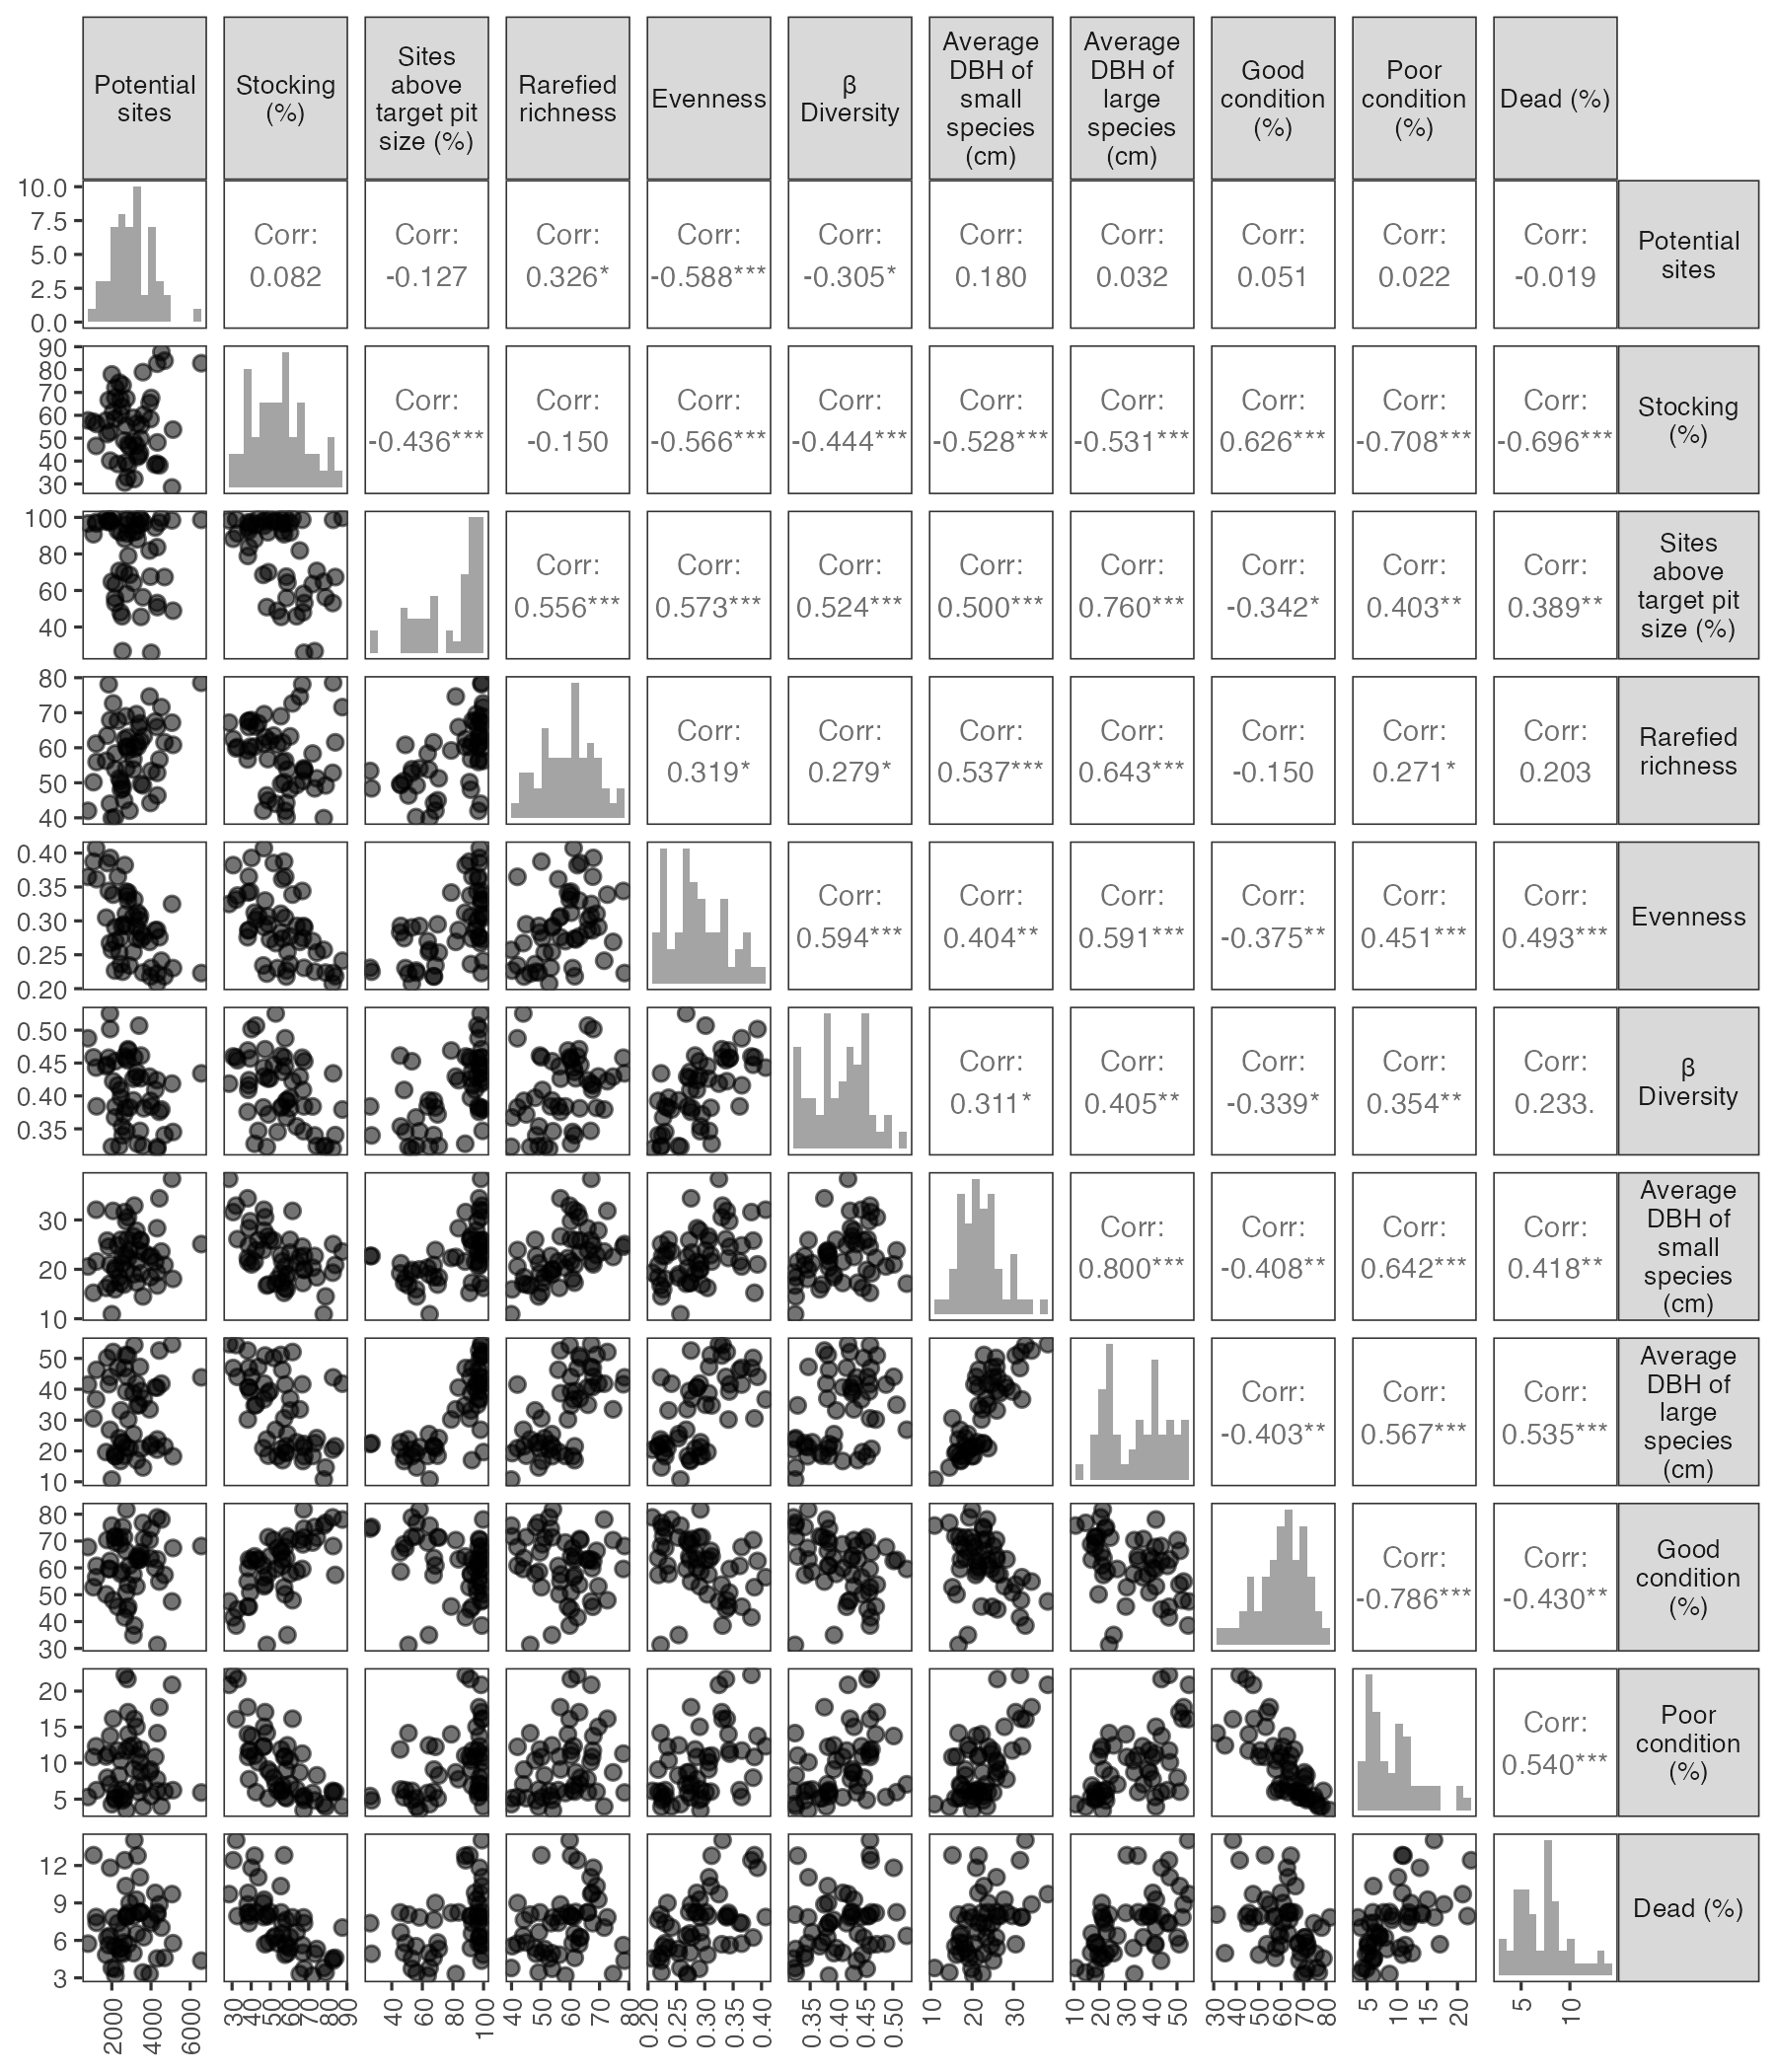 Potential
sites
Stocking
(%)
Sites
above
target pit
size (%)
Rarefied
richness
Evenness
β
Diversity
Average
DBH of
small
species
(cm)
Average
DBH of
large
species
(cm)
Good
condition
(%)
Poor
condition
(%)
Dead (%)
10.0
7.5
5.0
2.5
0.0
Corr:
0.082
Corr:
-0.127
Corr:
0.326*
Corr:
-0.588***
Corr:
-0.305*
Corr:
0.180
Corr:
0.032
Corr:
0.051
Corr:
0.022
Corr:
-0.019
Potential
sites
90
80
70
60
50
40
30
Corr:
-0.436***
Corr:
-0.150
Corr:
-0.566***
Corr:
-0.444***
Corr:
-0.528***
Corr:
-0.531***
Corr:
0.626***
Corr:
-0.708***
Corr:
-0.696***
Stocking
(%)
100
80
60
40
Corr:
0.556***
Corr:
0.573***
Corr:
0.524***
Corr:
0.500***
Corr:
0.760***
Corr:
-0.342*
Corr:
0.403**
Corr:
0.389**
Sites
above
target pit
size (%)
80
70
60
50
40
Corr:
0.319*
Corr:
0.279*
Corr:
0.537***
Corr:
0.643***
Corr:
-0.150
Corr:
0.271*
Corr:
0.203
Rarefied
richness
0.40
0.35
0.30
0.25
0.20
Corr:
0.594***
Corr:
0.404**
Corr:
0.591***
Corr:
-0.375**
Corr:
0.451***
Corr:
0.493***
Evenness
0.50
0.45
0.40
0.35
Corr:
0.311*
Corr:
0.405**
Corr:
-0.339*
Corr:
0.354**
Corr:
0.233.
β
Diversity
30
20
10
Corr:
0.800***
Corr:
-0.408**
Corr:
0.642***
Corr:
0.418**
Average
DBH of
small
species
(cm)
50
40
30
20
10
Corr:
-0.403**
Corr:
0.567***
Corr:
0.535***
Average
DBH of
large
species
(cm)
80
70
60
50
40
30
Corr:
-0.786***
Corr:
-0.430**
Good
condition
(%)
20
15
10
5
Corr:
0.540***
Poor
condition
(%)
12
9
6
3
Dead (%)
2000
4000
6000
30
40
50
60
70
80
90
40
60
80
100
40
50
60
70
80
0.20
0.25
0.30
0.35
0.40
0.35
0.40
0.45
0.50
10
20
30
10
20
30
40
50
30
40
50
60
70
80
5
10
15
20
5
10